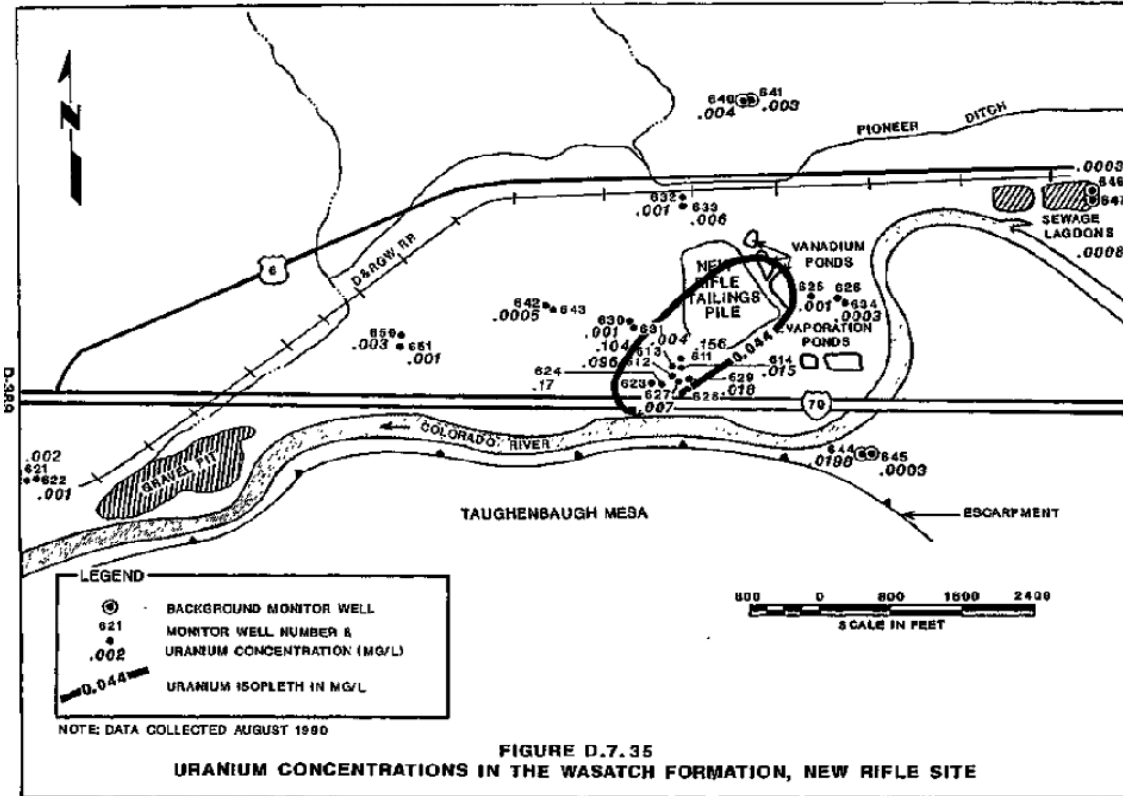 N
640 641
.004 .003
PIONEER DITCH
.0003
646
647
SEWAGE
LAGOONS
.0008
632
.001 633
.006
6
D&RGW RR
VANADIUM
PONDS
NEW
RIFLE
TAILINGS
PILE
625 626
.001 634
.0003
642
.0005 643
630
.001 631
.104 .004
.096 613 .156
612 611
0.044
EVAPORATION
PONDS
614
.015
650
.003 651
.001
624
.17 623
627
.007 628
629
.018
70
D-389
COLORADO RIVER
.002
621
622
.001
GRAVEL PIT
644 645
.0190 .0003
TAUGHENBAUGH MESA
ESCARPMENT
LEGEND
BACKGROUND MONITOR WELL
621
MONITOR WELL NUMBER &
.002
URANIUM CONCENTRATION (MG/L)
0.044
URANIUM ISOPLETH IN MG/L
800 0 800 1600 2400
SCALE IN FEET
NOTE: DATA COLLECTED AUGUST 1990
FIGURE D.7.35
URANIUM CONCENTRATIONS IN THE WASATCH FORMATION, NEW RIFLE SITE